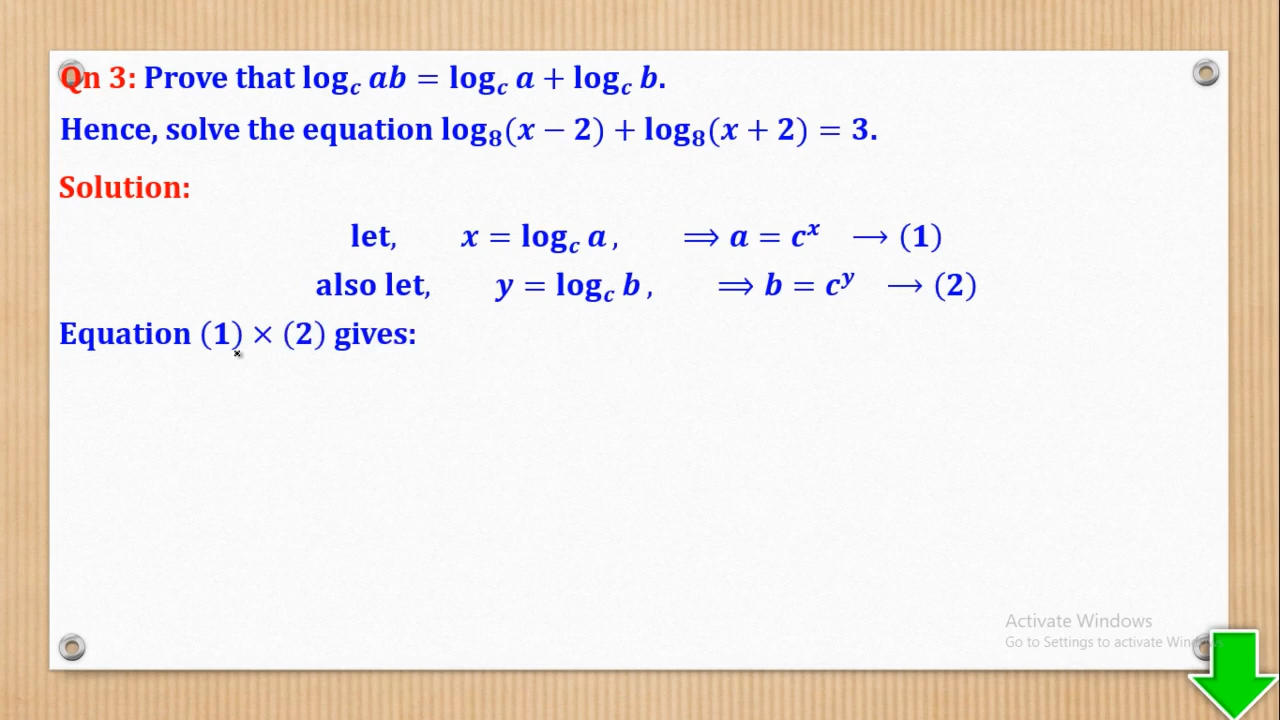 Qn 3: Prove that log_c ab = log_c a + log_c b.
Hence, solve the equation log_8(x − 2) + log_8(x + 2) = 3.
Solution:
let, x = log_c a, ⟹ a = c^x ⟶ (1)
also let, y = log_c b, ⟹ b = c^y ⟶ (2)
Equation (1) × (2) gives:
Activate Windows
Go to Settings to activate Windows